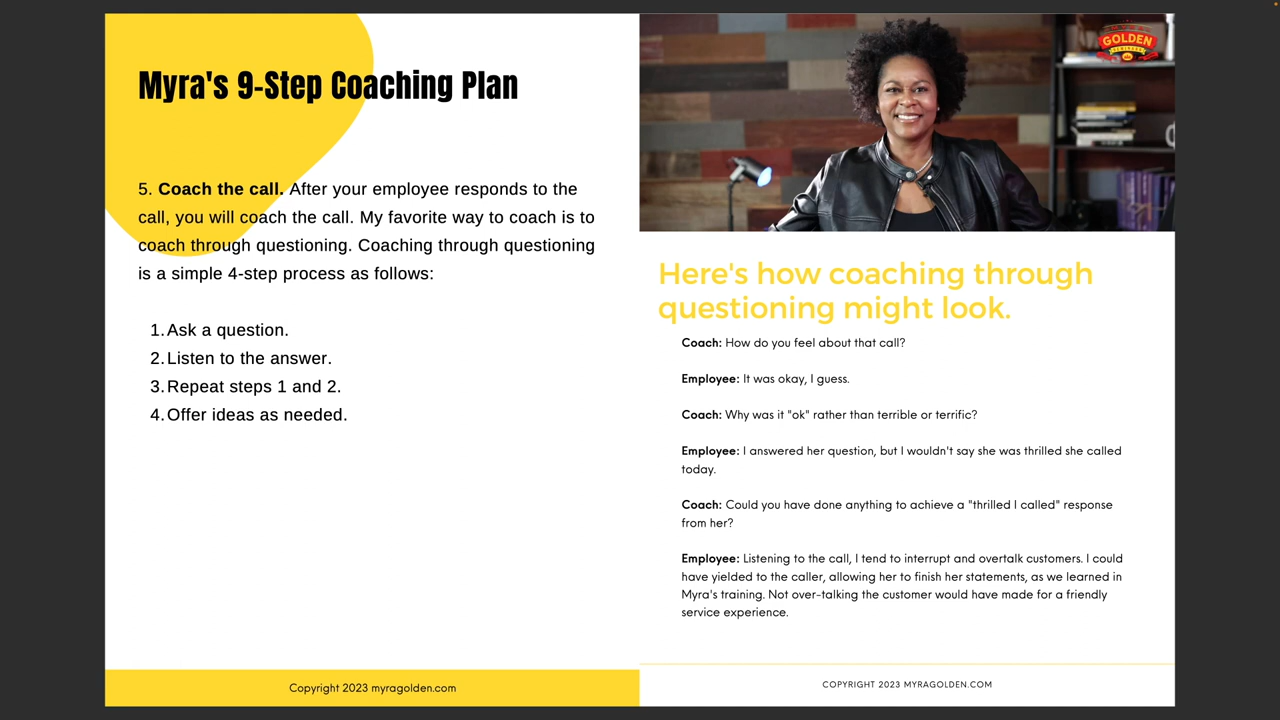 Myra's 9-Step Coaching Plan
5. Coach the call. After your employee responds to the
call, you will coach the call. My favorite way to coach is to
coach through questioning. Coaching through questioning
is a simple 4-step process as follows:
1. Ask a question.
2. Listen to the answer.
3. Repeat steps 1 and 2.
4. Offer ideas as needed.
Copyright 2023 myragolden.com
GOLDEN
Here's how coaching through
questioning might look.
Coach: How do you feel about that call?
Employee: It was okay, I guess.
Coach: Why was it "ok" rather than terrible or terrific?
Employee: I answered her question, but I wouldn't say she was thrilled she called
today.
Coach: Could you have done anything to achieve a "thrilled I called" response
from her?
Employee: Listening to the call, I tend to interrupt and overtalk customers. I could
have yielded to the caller, allowing her to finish her statements, as we learned in
Myra's training. Not over-talking the customer would have made for a friendly
service experience.
COPYRIGHT 2023 MYRAGOLDEN.COM